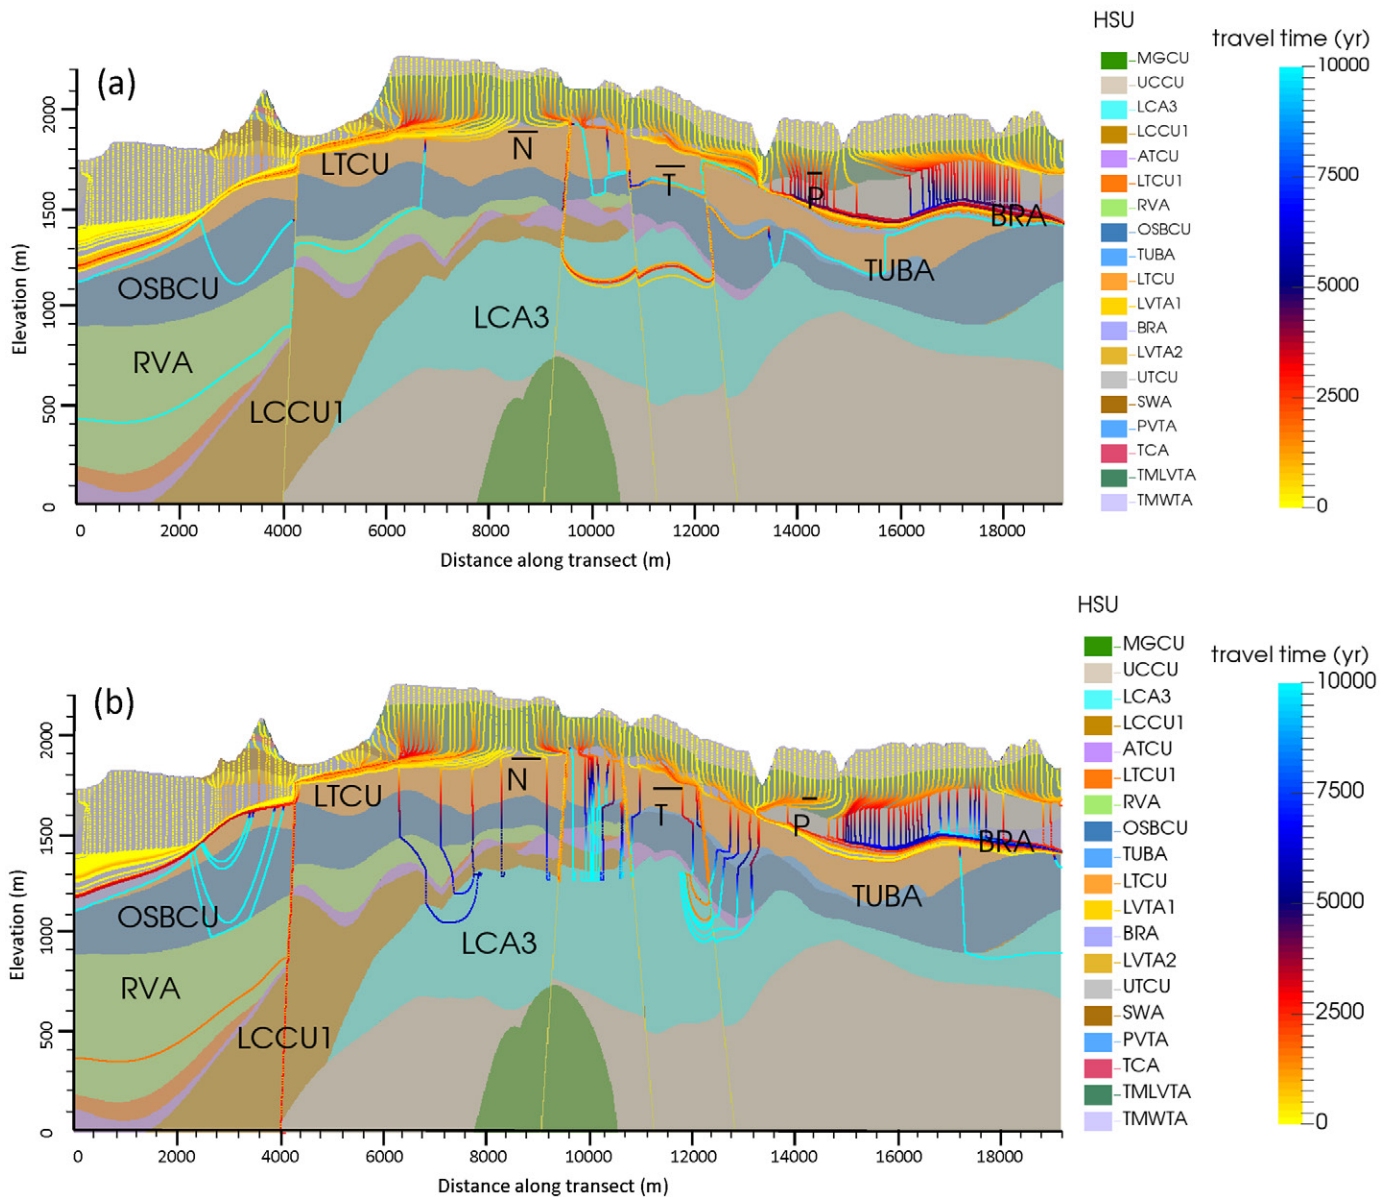 (a)
HSU
travel time (yr)
MGCU
UCCU
LCA3
LCCU1
ATCU
LTCU1
RVA
OSBCU
TUBA
LTCU
LVTA1
BRA
LVTA2
UTCU
SWA
PVTA
TCA
TMLVTA
TMWTA
10000
7500
5000
2500
0
Elevation (m)
2000
1500
1000
500
0
LTCU
N
T
P
BRA
OSBCU
TUBA
LCA3
RVA
LCCU1
0 2000 4000 6000 8000 10000 12000 14000 16000 18000
Distance along transect (m)
(b)
HSU
travel time (yr)
MGCU
UCCU
LCA3
LCCU1
ATCU
LTCU1
RVA
OSBCU
TUBA
LTCU
LVTA1
BRA
LVTA2
UTCU
SWA
PVTA
TCA
TMLVTA
TMWTA
10000
7500
5000
2500
0
Elevation (m)
2000
1500
1000
500
0
LTCU
N
T
P
BRA
OSBCU
TUBA
LCA3
RVA
LCCU1
0 2000 4000 6000 8000 10000 12000 14000 16000 18000
Distance along transect (m)